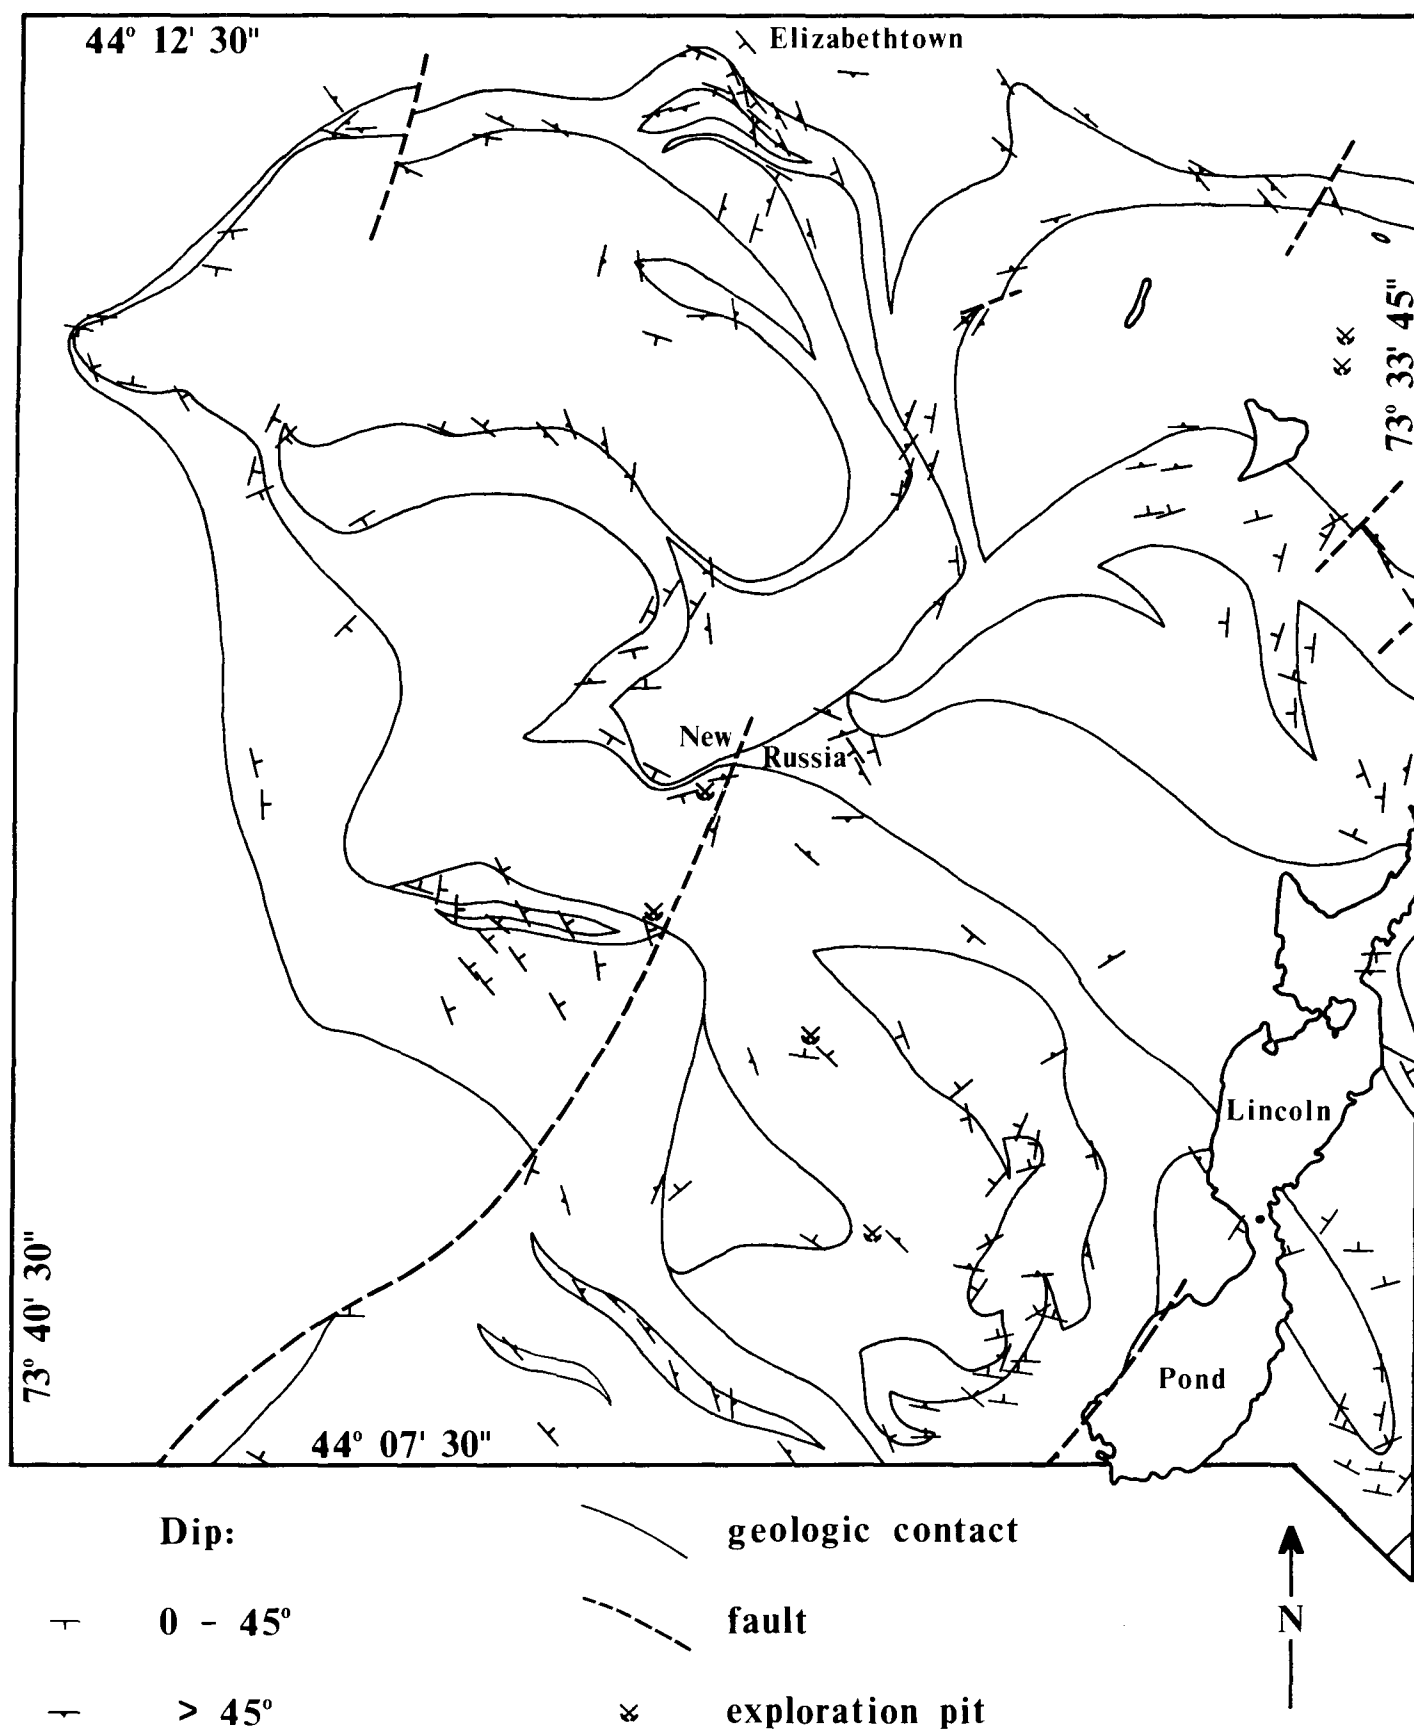 44° 12' 30"
Elizabethtown
73° 33' 45"
New
Russia
Lincoln
Pond
73° 40' 30"
44° 07' 30"
Dip:
geologic contact
0 - 45°
fault
N
> 45°
exploration pit